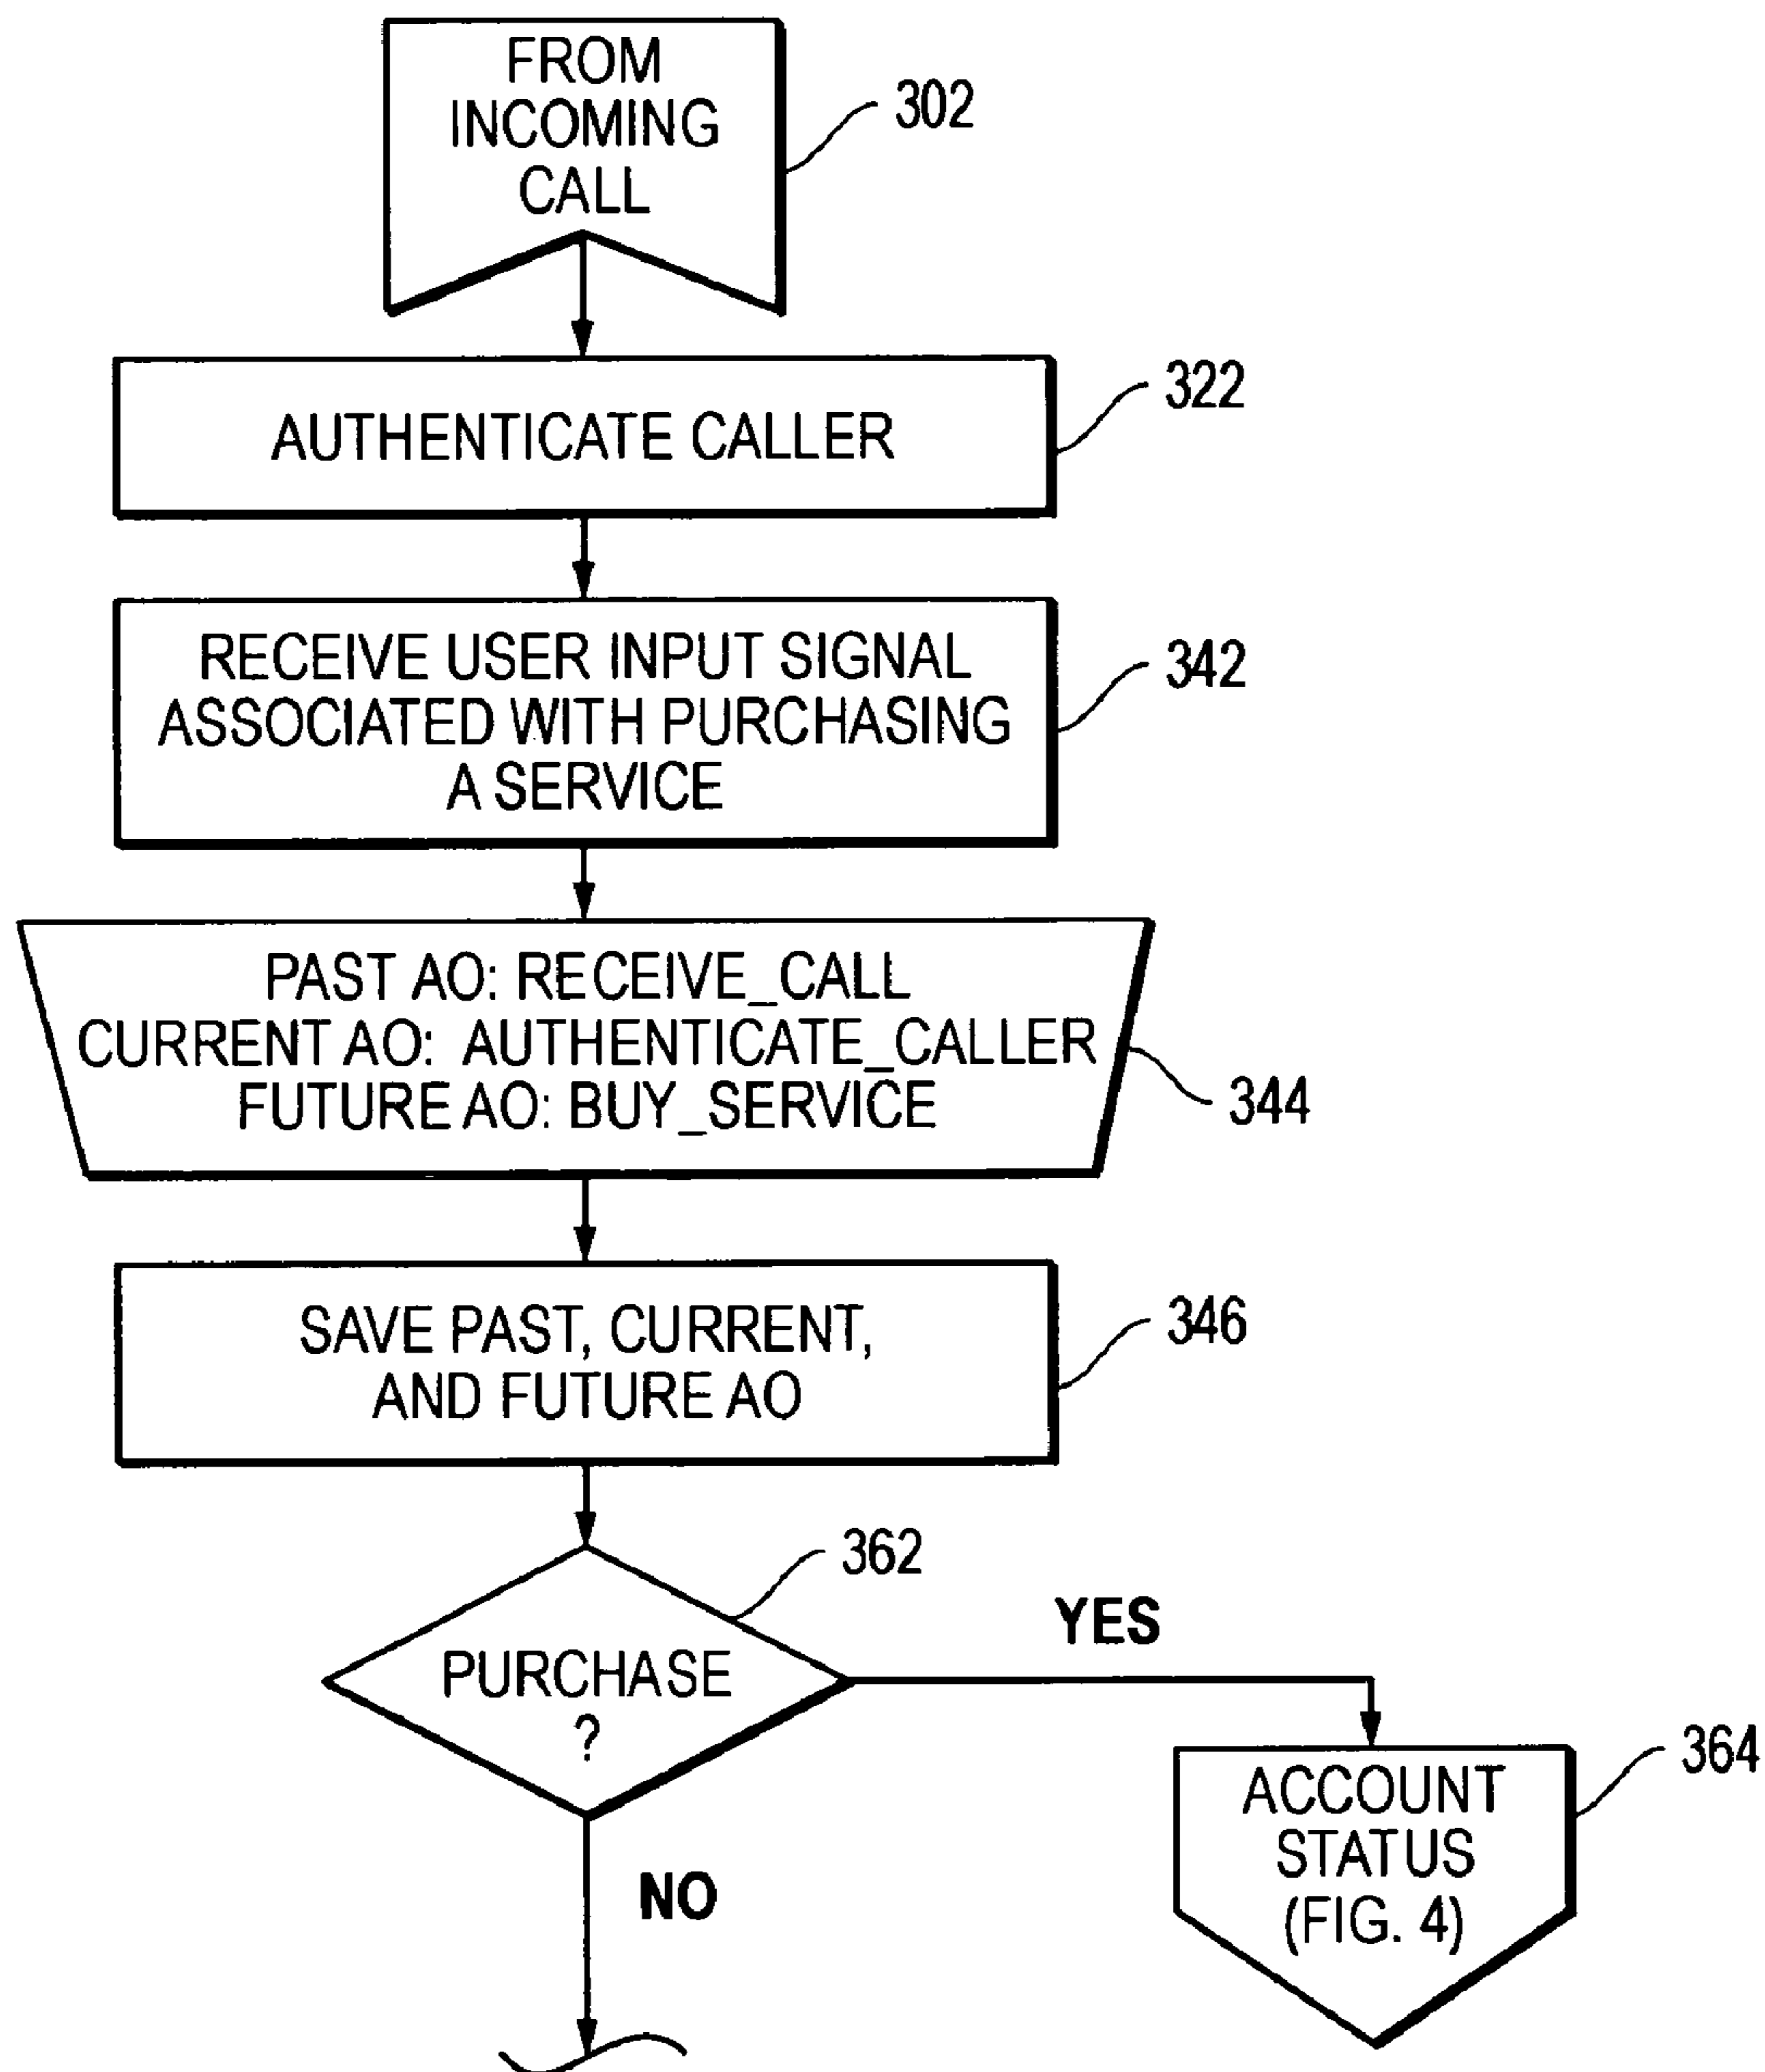 FROM
INCOMING
CALL
302
AUTHENTICATE CALLER
322
RECEIVE USER INPUT SIGNAL
ASSOCIATED WITH PURCHASING
A SERVICE
342
PAST AO: RECEIVE_CALL
CURRENT AO: AUTHENTICATE_CALLER
FUTURE AO: BUY_SERVICE
344
SAVE PAST, CURRENT,
AND FUTURE AO
346
362
PURCHASE
?
YES
NO
ACCOUNT
STATUS
(FIG. 4)
364